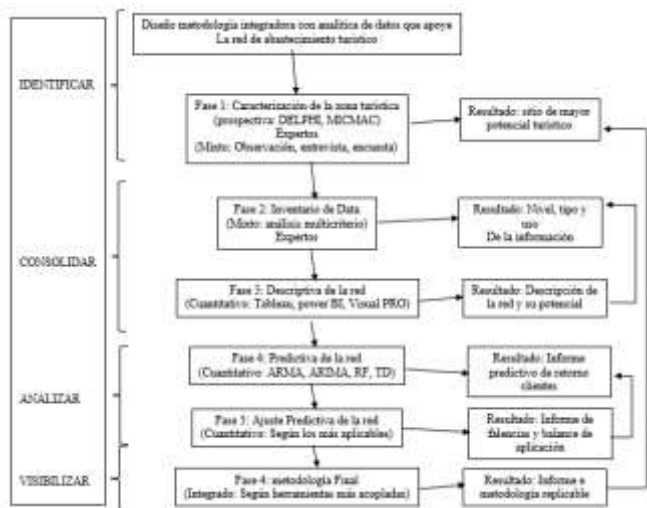 Diseño metodología integradora con analítica de datos que apoye
La red de abastecimiento turístico
IDENTIFICAR
Fase 1: Caracterización de la zona turística
(prospectiva: DELPHI, MICMAC)
Expertos
(Mixto: Observación, entrevista, encuesta)
Resultado: sitio de mayor
potencial turístico
CONSOLIDAR
Fase 2: Inventario de Data
(Mixto: análisis multicriterio)
Expertos
Resultado: Nivel, tipo y
uso
De la información
Fase 3: Descriptiva de la red
(Cuantitativo: Tableau, power BI, Visual PRO)
Resultado: Descripción de
la red y su potencial
ANÁLIZAR
Fase 4: Predictiva de la red
(Cuantitativo: ARMA, ARIMA, RF, TD)
Resultado: Informe
predictivo de retorno
clientes
Fase 5: Ajuste Predictiva de la red
(Cuantitativo: Según los más aplicables)
Resultado: Informe de
falencias y balance de
aplicación
VISIBILIZAR
Fase 4: metodología Final
(Integrado: Según herramientas más acopladas)
Resultado: Informe e
metodología replicable